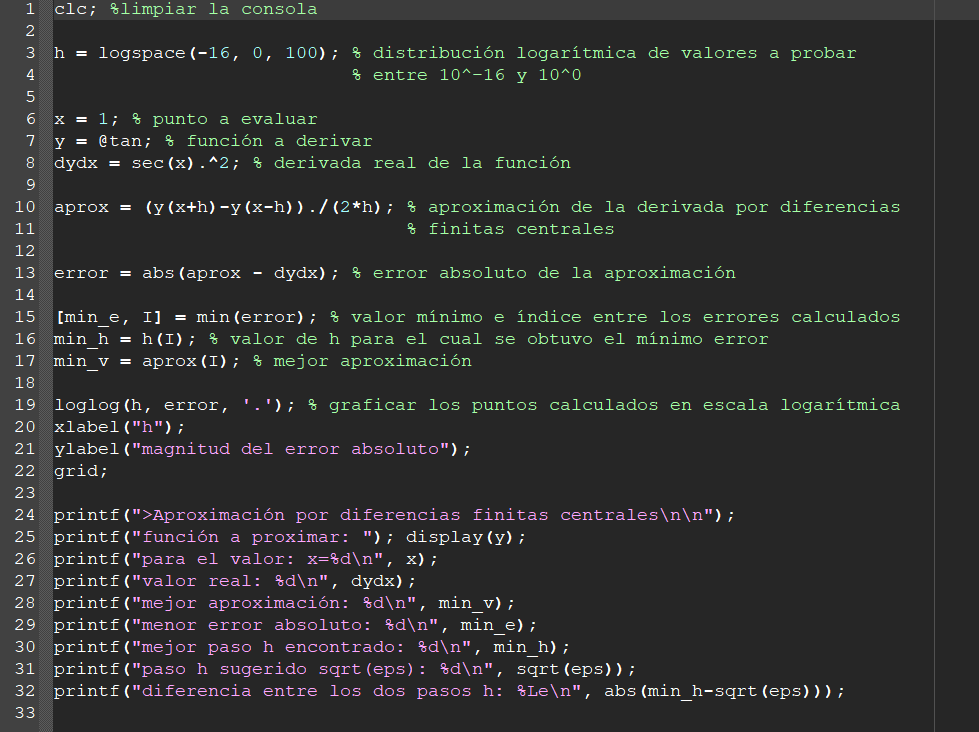 1 clc; %limpiar la consola
2
3 h = logspace(-16, 0, 100); % distribución logarítmica de valores a probar
4 % entre 10^-16 y 10^0
5
6 x = 1; % punto a evaluar
7 y = @tan; % función a derivar
8 dydx = sec(x).^2; % derivada real de la función
9
10 aprox = (y(x+h)-y(x-h))./(2*h); % aproximación de la derivada por diferencias
11 % finitas centrales
12
13 error = abs(aprox - dydx); % error absoluto de la aproximación
14
15 [min_e, I] = min(error); % valor mínimo e índice entre los errores calculados
16 min_h = h(I); % valor de h para el cual se obtuvo el mínimo error
17 min_v = aprox(I); % mejor aproximación
18
19 loglog(h, error, '.'); % graficar los puntos calculados en escala logarítmica
20 xlabel("h");
21 ylabel("magnitud del error absoluto");
22 grid;
23
24 printf(">Aproximación por diferencias finitas centrales\n\n");
25 printf("función a proximar: "); display(y);
26 printf("para el valor: x=%d\n", x);
27 printf("valor real: %d\n", dydx);
28 printf("mejor aproximación: %d\n", min_v);
29 printf("menor error absoluto: %d\n", min_e);
30 printf("mejor paso h encontrado: %d\n", min_h);
31 printf("paso h sugerido sqrt(eps): %d\n", sqrt(eps));
32 printf("diferencia entre los dos pasos h: %Le\n", abs(min_h-sqrt(eps)));
33